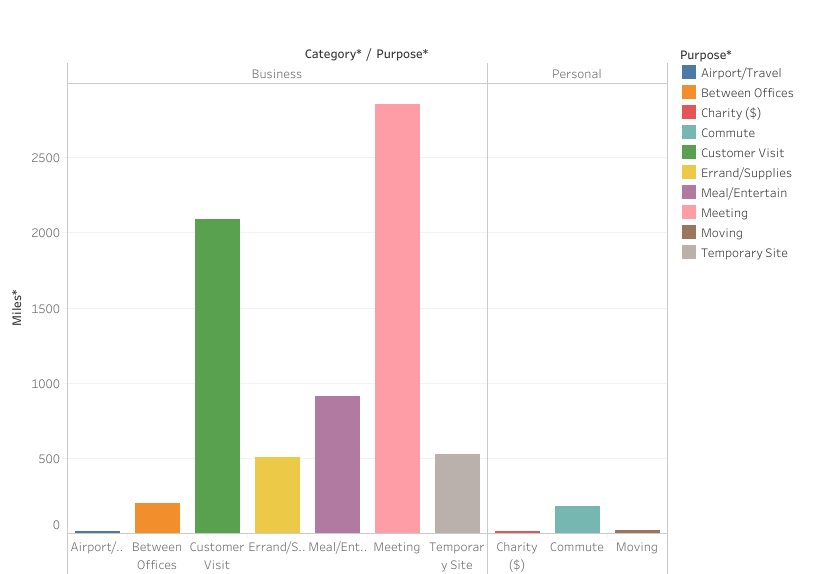 Category* / Purpose*
Business
Personal
Miles*
2500
2000
1500
1000
500
0
Airport/..
Between
Offices
Customer
Visit
Errand/S..
Meal/Ent..
Meeting
Temporar
y Site
Charity
($)
Commute
Moving
Purpose*
Airport/Travel
Between Offices
Charity ($)
Commute
Customer Visit
Errand/Supplies
Meal/Entertain
Meeting
Moving
Temporary Site